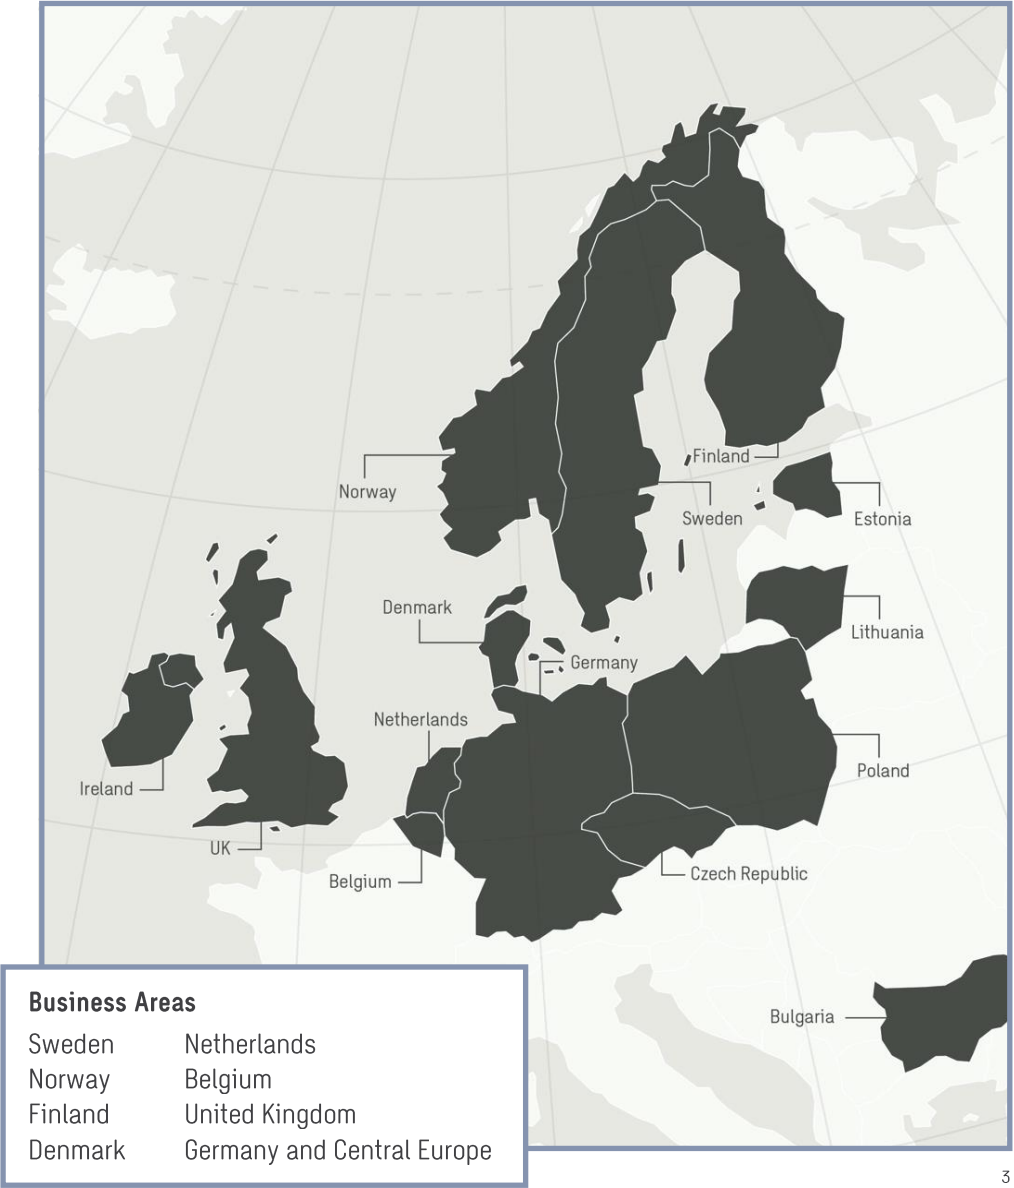 Norway
Finland
Sweden
Estonia
Denmark
Lithuania
Germany
Netherlands
Poland
Ireland
UK
Belgium
Czech Republic
Bulgaria
Business Areas
Sweden
Norway
Finland
Denmark
Netherlands
Belgium
United Kingdom
Germany and Central Europe
3